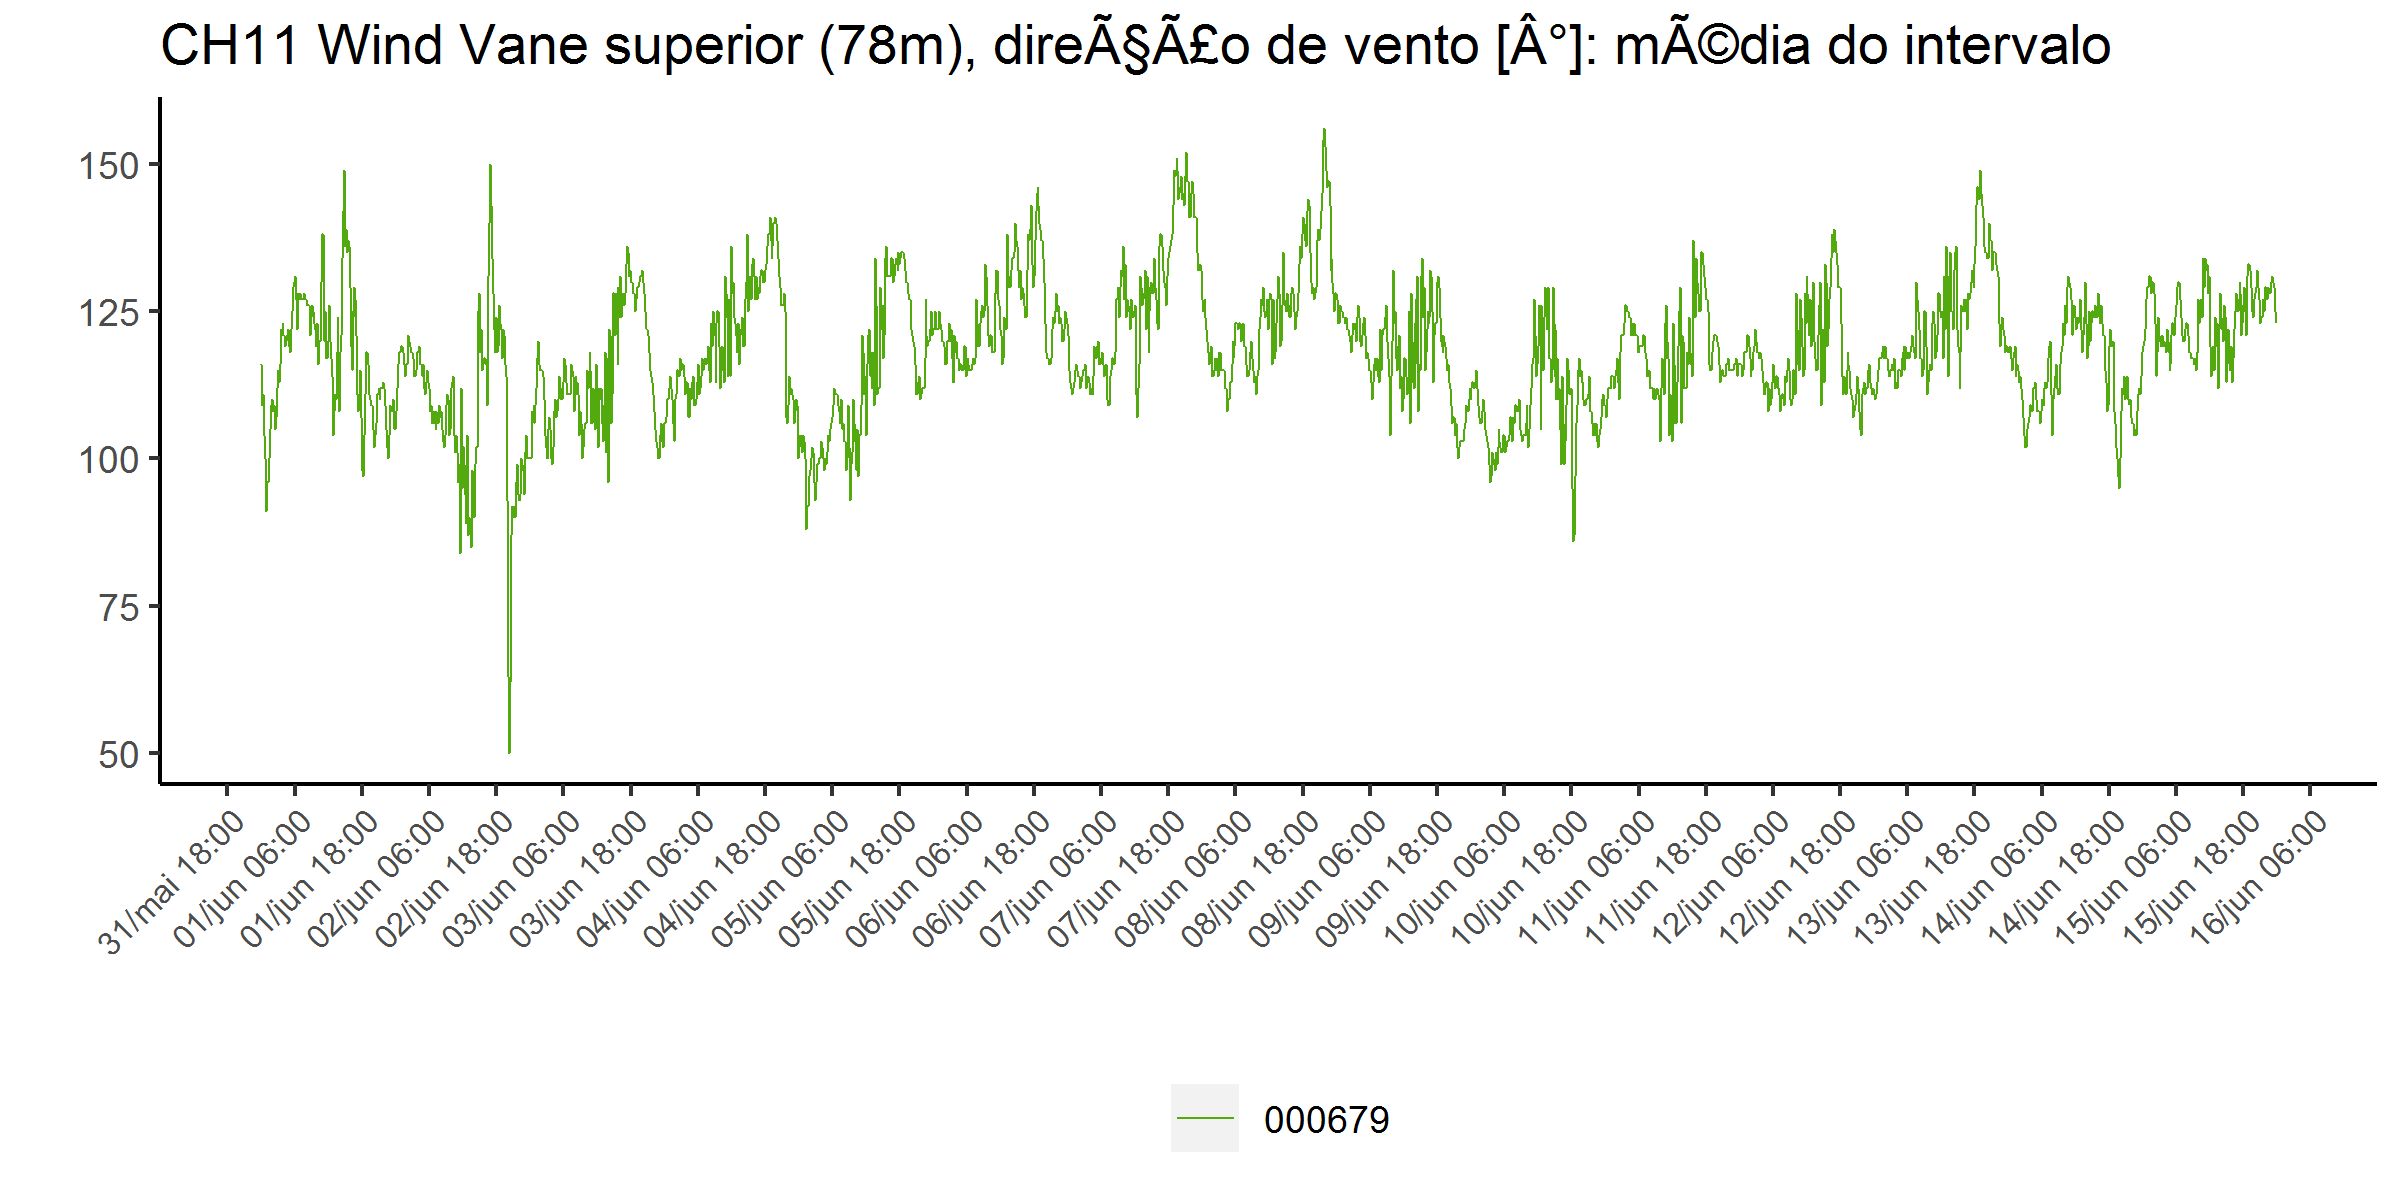 CH11 Wind Vane superior (78m), direÃ§Ã£o de vento [Â°]: mÃ©dia do intervalo
150
125
100
75
50
31/mai 18:00
01/jun 06:00
01/jun 18:00
02/jun 06:00
02/jun 18:00
03/jun 06:00
03/jun 18:00
04/jun 06:00
04/jun 18:00
05/jun 06:00
05/jun 18:00
06/jun 06:00
06/jun 18:00
07/jun 06:00
07/jun 18:00
08/jun 06:00
08/jun 18:00
09/jun 06:00
09/jun 18:00
10/jun 06:00
10/jun 18:00
11/jun 06:00
11/jun 18:00
12/jun 06:00
12/jun 18:00
13/jun 06:00
13/jun 18:00
14/jun 06:00
14/jun 18:00
15/jun 06:00
15/jun 18:00
16/jun 06:00
000679